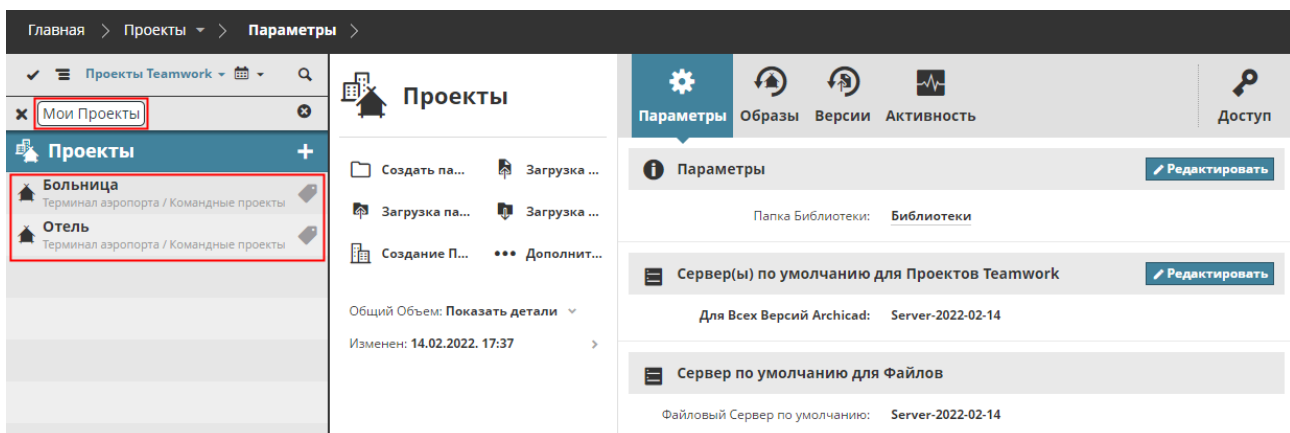 Главная > Проекты > Параметры >
Проекты Teamwork
Мои Проекты
Проекты +
Больница
Терминал аэропорта / Командные проекты
Отель
Терминал аэропорта / Командные проекты
Проекты
Создать па... Загрузка ...
Загрузка па... Загрузка ...
Создание П... Дополнит...
Общий Объем: Показать детали
Изменен: 14.02.2022. 17:37 >
Параметры Образы Версии Активность Доступ
Параметры Редактировать
Папка Библиотеки: Библиотеки
Сервер(ы) по умолчанию для Проектов Teamwork Редактировать
Для Всех Версий Archicad: Server-2022-02-14
Сервер по умолчанию для Файлов
Файловый Сервер по умолчанию: Server-2022-02-14